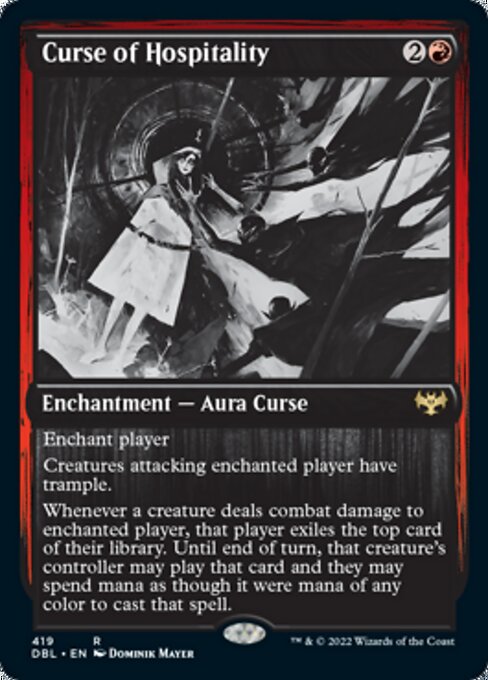 Curse of Hospitality 2
Enchantment — Aura Curse
Enchant player
Creatures attacking enchanted player have
trample.
Whenever a creature deals combat damage to
enchanted player, that player exiles the top card
of their library. Until end of turn, that creature's
controller may play that card and they may
spend mana as though it were mana of any
color to cast that spell.
419 R
DBL • EN Dominik Mayer
™ & © 2022 Wizards of the Coast